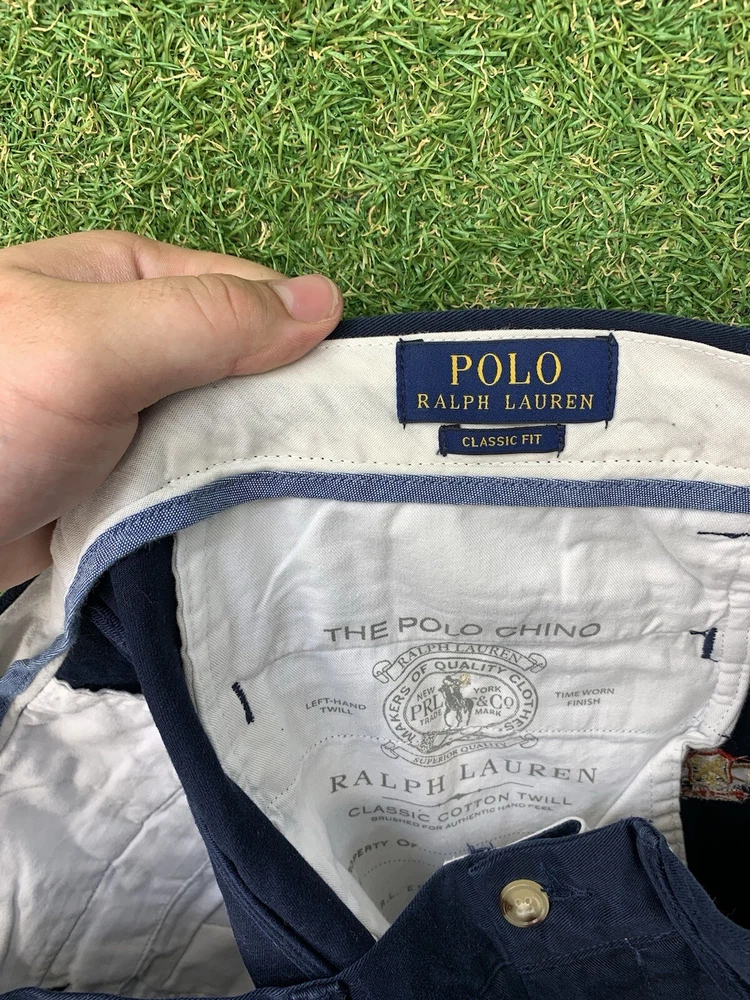 POLO
RALPH LAUREN
CLASSIC FIT
THE POLO CHINO
RALPH LAUREN
MAKERS OF QUALITY CLOTHES
NEW YORK
PRL &Co
TRADE MARK
SUPERIOR QUALITY
LEFT-HAND
TWILL
TIME WORN
FINISH
RALPH LAUREN
CLASSIC COTTON TWILL
BRUSHED FOR AUTHENTIC HAND FEEL
OF